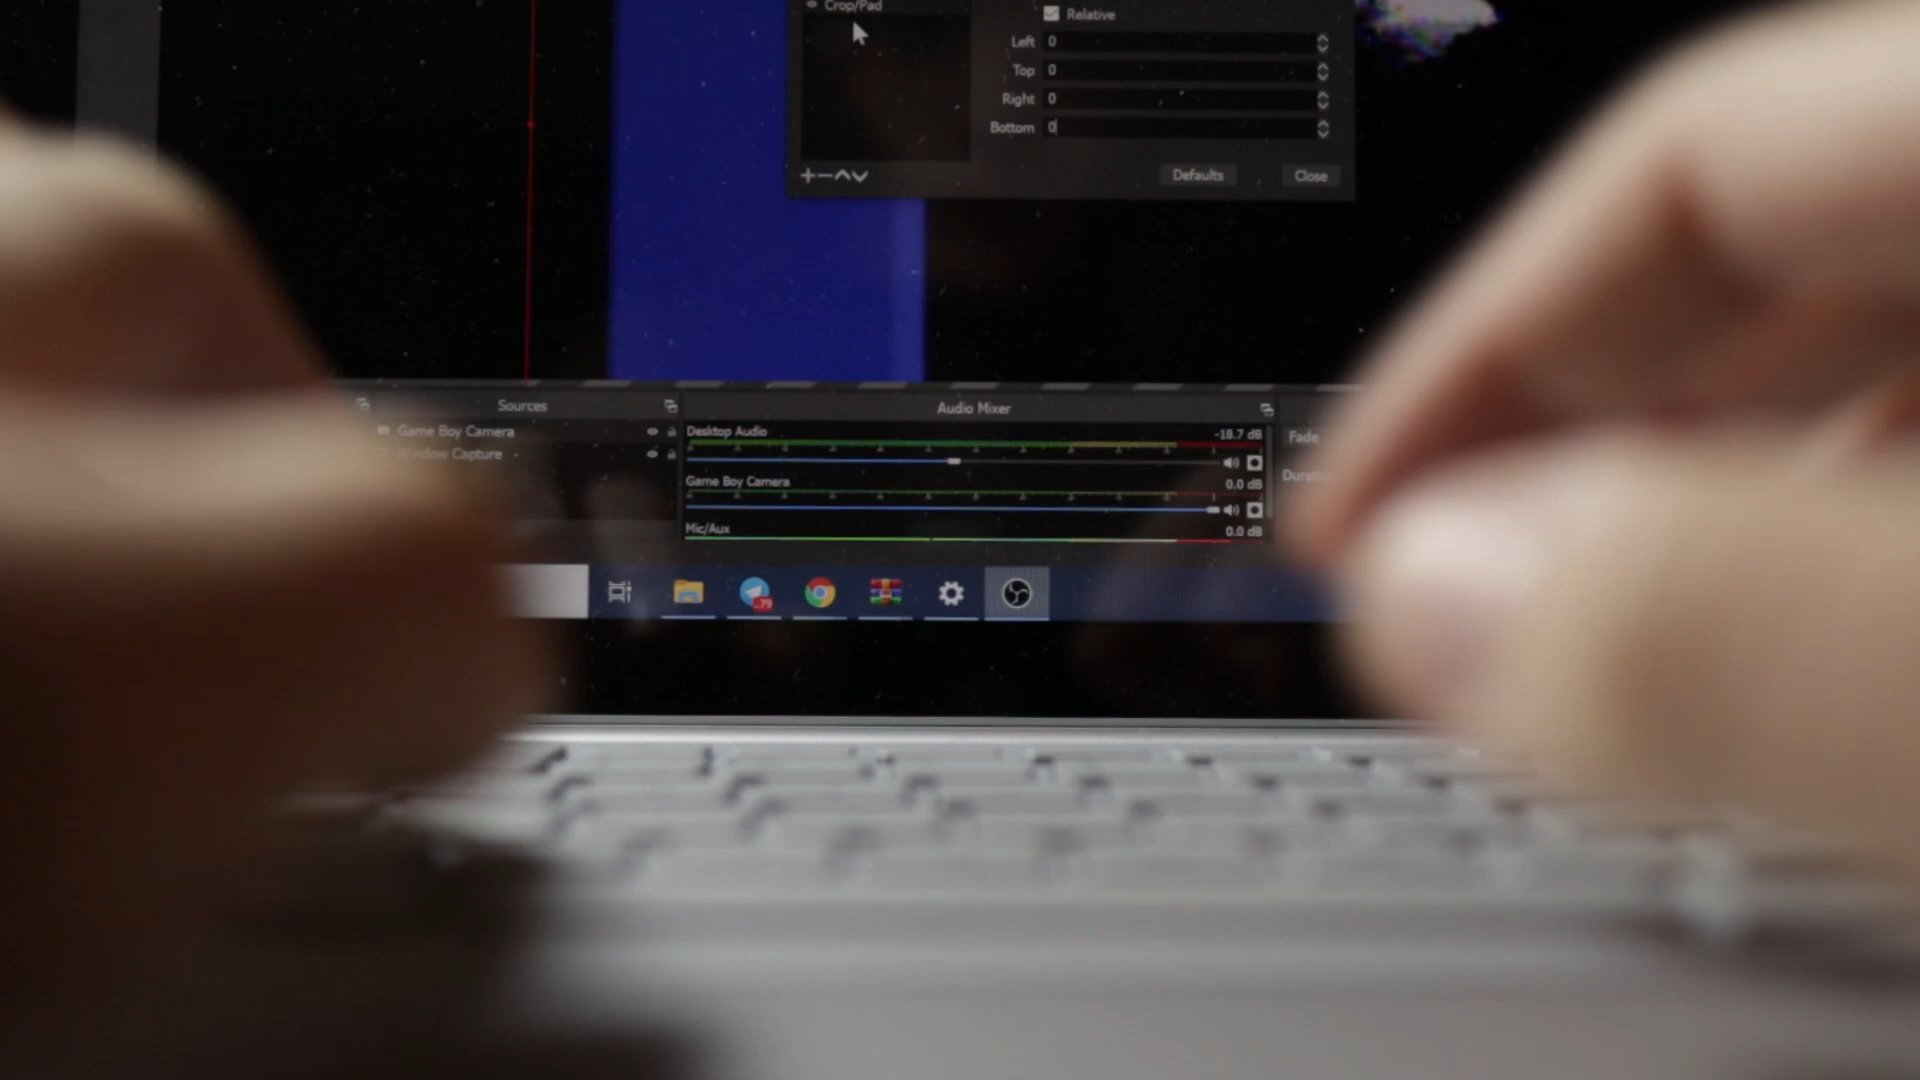 Crop/Pad
Relative
Left 0
Top 0
Right 0
Bottom 0
Defaults Close
Sources
Game Boy Camera
Window Capture
Audio Mixer
Desktop Audio -18.7 dB
Game Boy Camera 0.0 dB
Mic/Aux 0.0 dB
Fade
Duratio